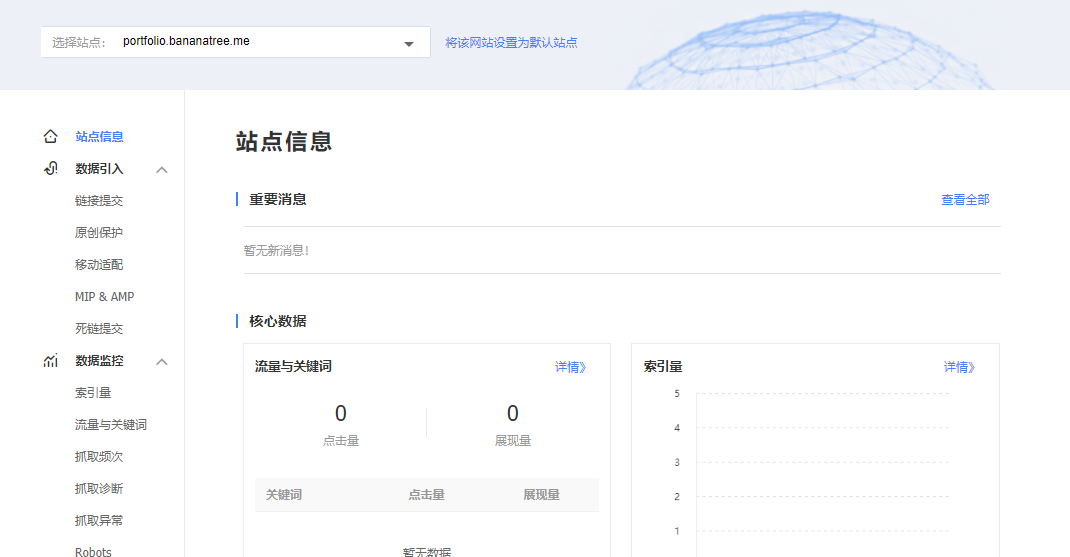 选择站点： portfolio.bananatree.me 将该网站设置为默认站点
站点信息
数据引入
链接提交
原创保护
移动适配
MIP & AMP
死链提交
数据监控
索引量
流量与关键词
抓取频次
抓取诊断
抓取异常
Robots
站点信息
重要消息 查看全部
暂无新消息！
核心数据
流量与关键词 详情》
0 0
点击量 展现量
关键词 点击量 展现量
暂无数据
索引量 详情》
5
4
3
2
1